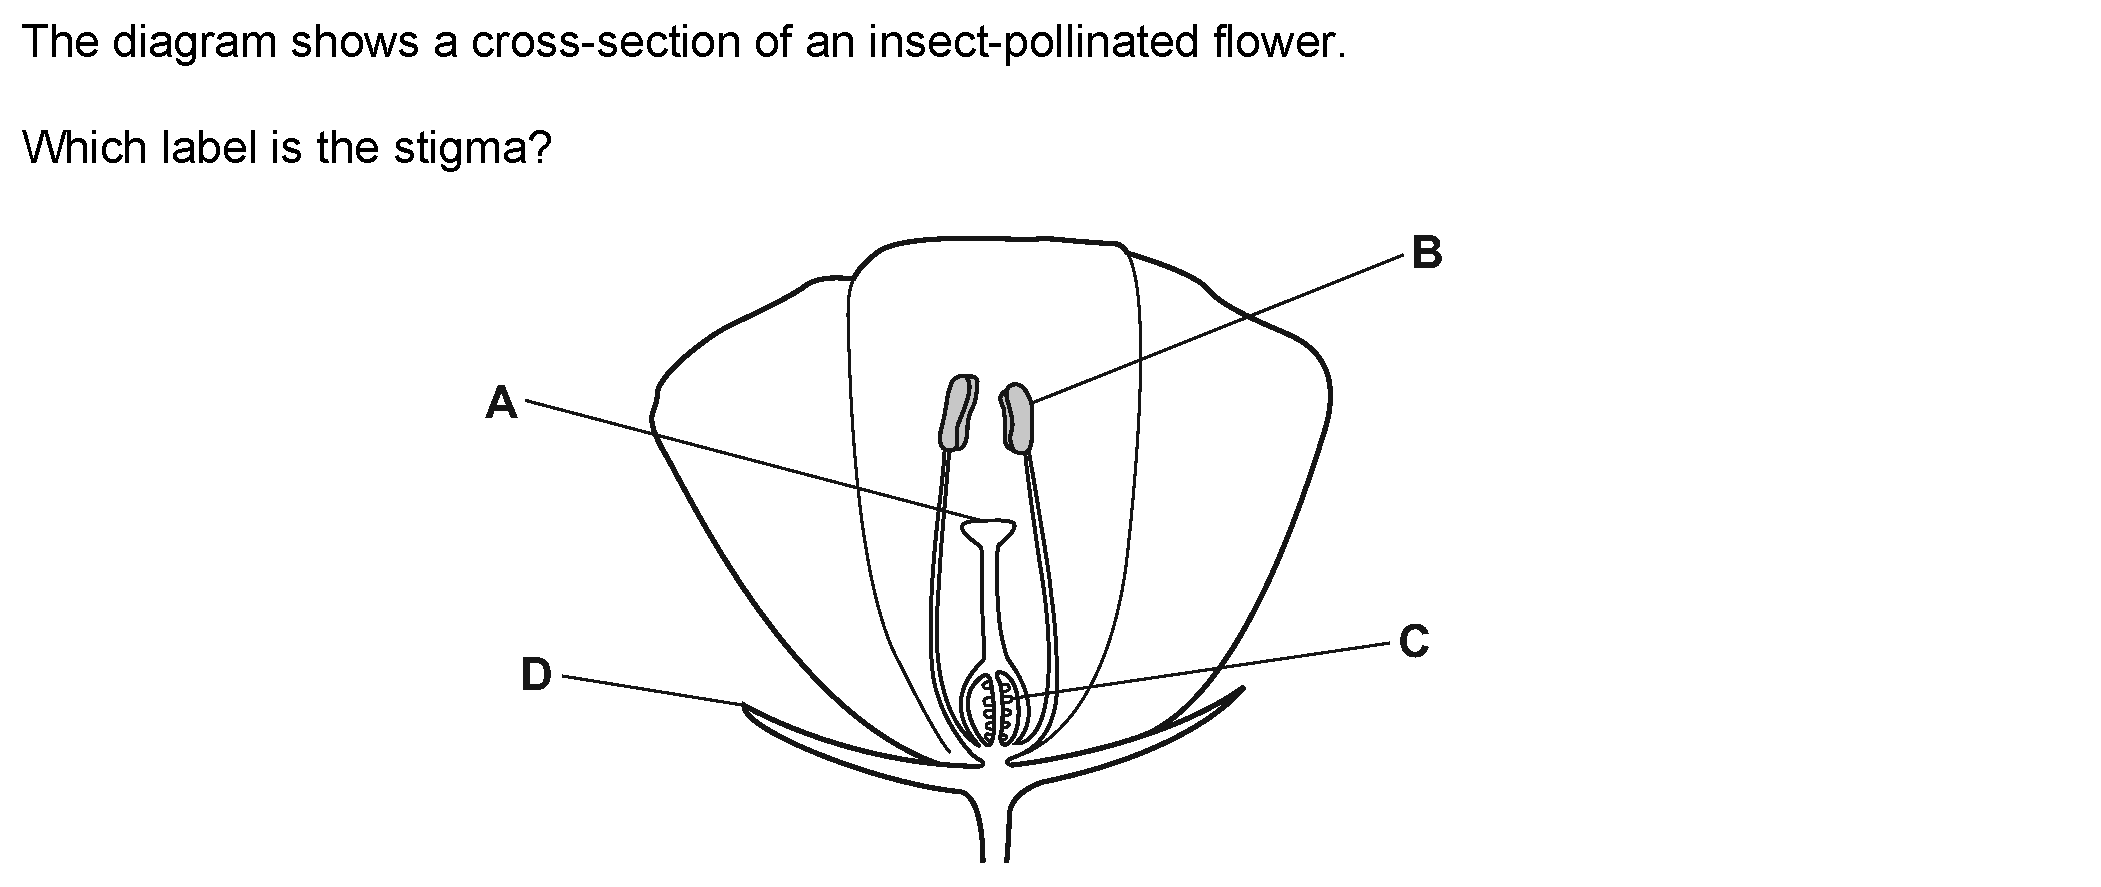 The diagram shows a cross-section of an insect-pollinated flower.
Which label is the stigma?
B
A
C
D